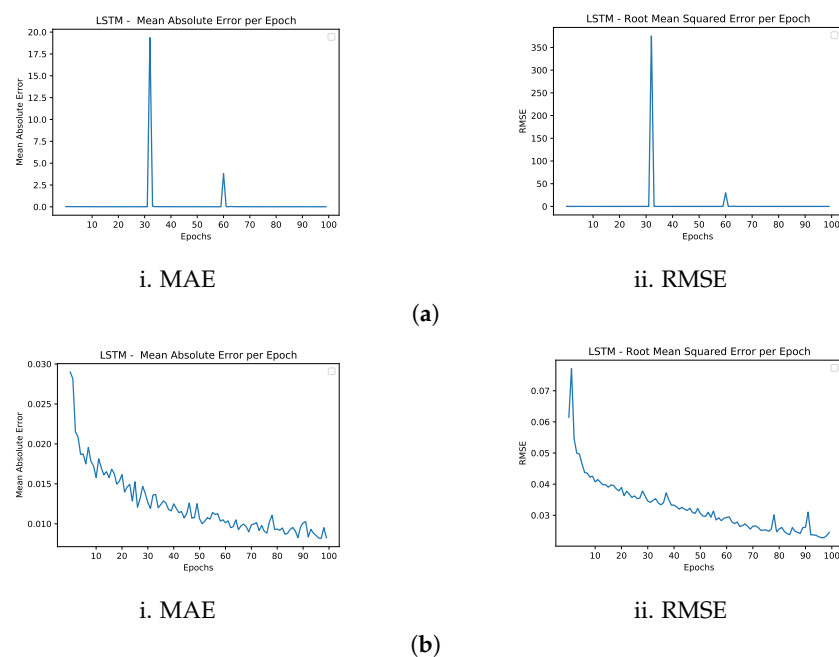 LSTM - Mean Absolute Error per Epoch
20.0
17.5
15.0
12.5
10.0
7.5
5.0
2.5
0.0
Mean Absolute Error
10 20 30 40 50 60 70 80 90 100
Epochs
i. MAE
LSTM - Root Mean Squared Error per Epoch
350
300
250
200
150
100
50
0
RMSE
10 20 30 40 50 60 70 80 90 100
Epochs
ii. RMSE
(a)
LSTM - Mean Absolute Error per Epoch
0.030
0.025
0.020
0.015
0.010
Mean Absolute Error
10 20 30 40 50 60 70 80 90 100
Epochs
i. MAE
LSTM - Root Mean Squared Error per Epoch
0.07
0.06
0.05
0.04
0.03
RMSE
10 20 30 40 50 60 70 80 90 100
Epochs
ii. RMSE
(b)